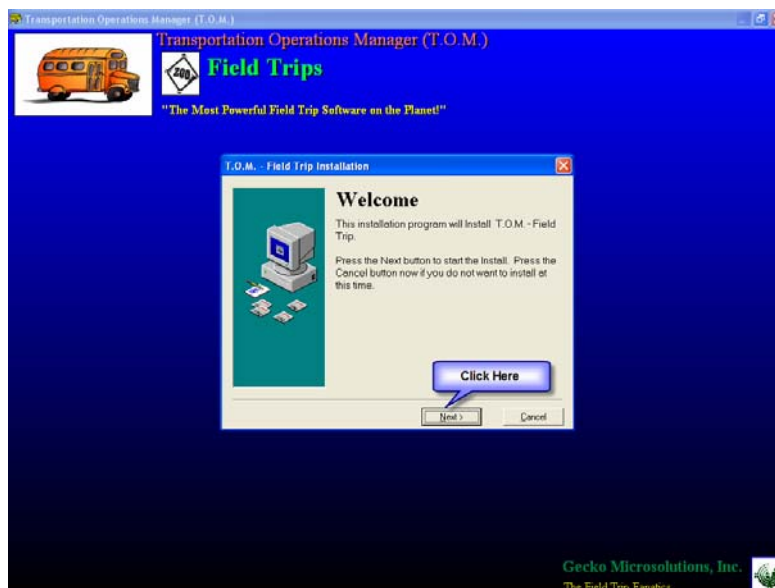 Transportation Operations Manager (T.O.M.)
Transportation Operations Manager (T.O.M.)
ZOO
Field Trips
"The Most Powerful Field Trip Software on the Planet!"
T.O.M. - Field Trip Installation
Welcome
This installation program will Install T.O.M. - Field
Trip.
Press the Next button to start the Install. Press the
Cancel button now if you do not want to install at
this time.
Click Here
Next >
Cancel
Gecko Microsolutions, Inc.
The Field Trip Fanatics